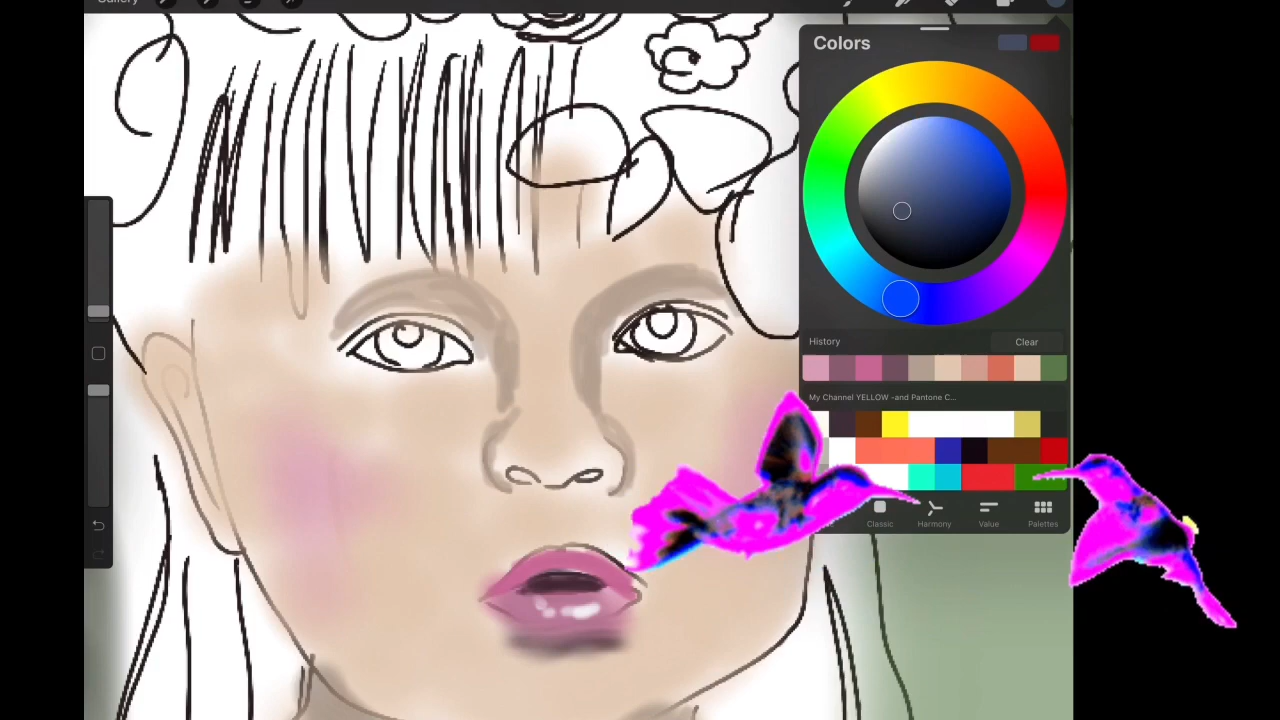 Gallery
Colors
History
Clear
My Channel YELLOW -and Pantone C...
Classic
Harmony
Value
Palettes